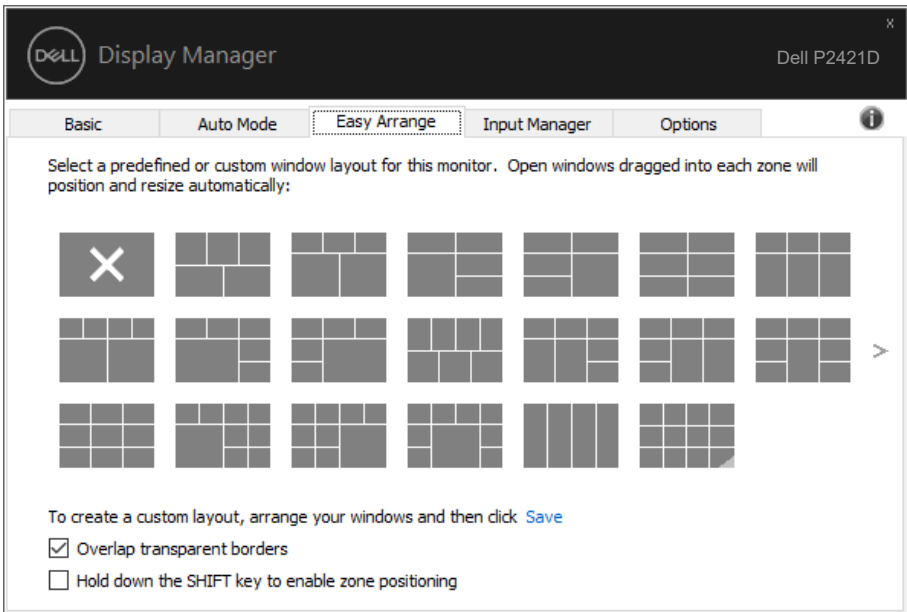 DELL Display Manager
x
Dell P2421D
Basic Auto Mode Easy Arrange Input Manager Options
Select a predefined or custom window layout for this monitor. Open windows dragged into each zone will
position and resize automatically:
>
To create a custom layout, arrange your windows and then click Save
Overlap transparent borders
Hold down the SHIFT key to enable zone positioning